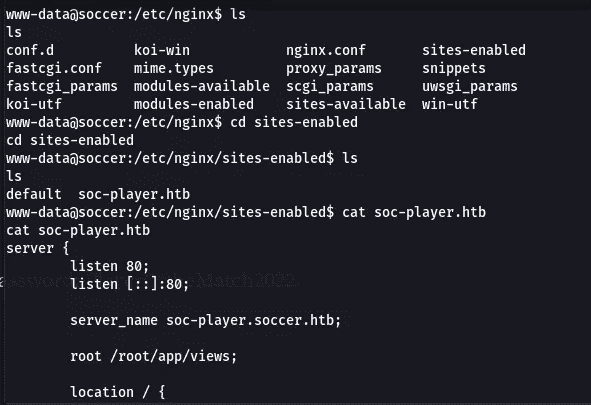 www-data@soccer:/etc/nginx$ ls
ls
conf.d koi-win nginx.conf sites-enabled
fastcgi.conf mime.types proxy_params snippets
fastcgi_params modules-available scgi_params uwsgi_params
koi-utf modules-enabled sites-available win-utf
www-data@soccer:/etc/nginx$ cd sites-enabled
cd sites-enabled
www-data@soccer:/etc/nginx/sites-enabled$ ls
ls
default soc-player.htb
www-data@soccer:/etc/nginx/sites-enabled$ cat soc-player.htb
cat soc-player.htb
server {
listen 80;
listen [::]:80;
server_name soc-player.soccer.htb;
root /root/app/views;
location / {